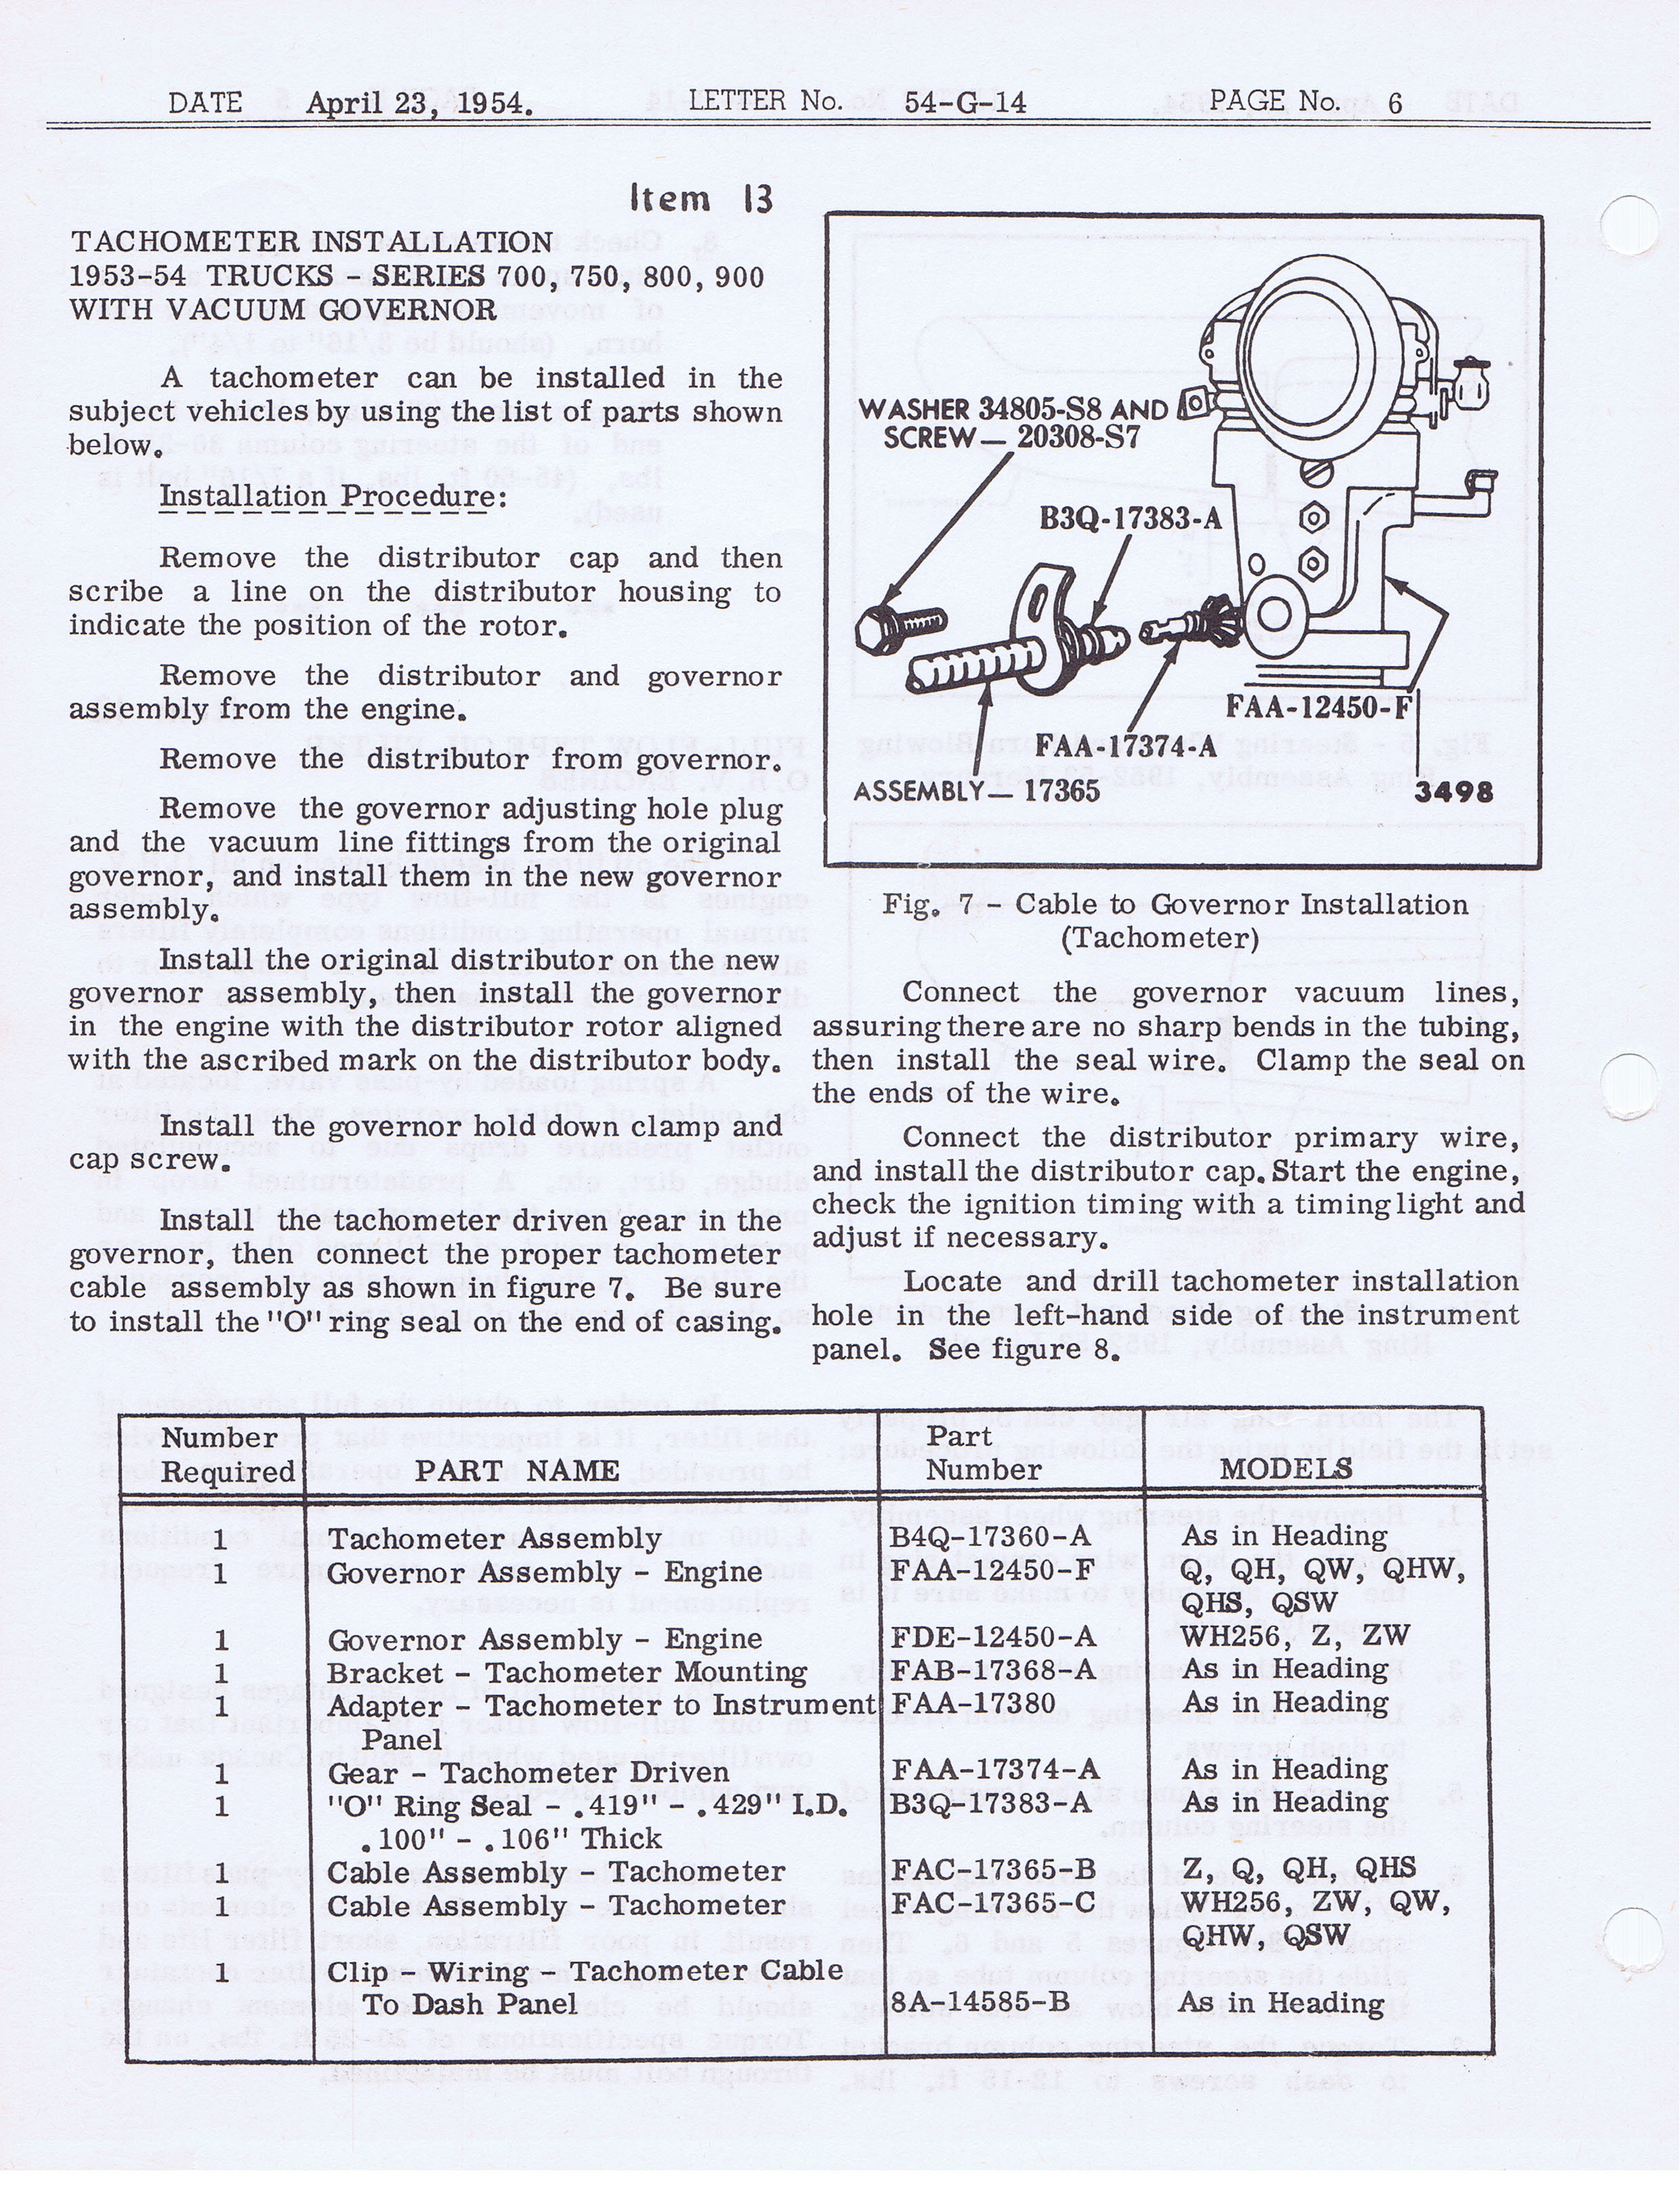 DATE April 23, 1954. LETTER No. 54-G-14 PAGE No. 6
Item 13
TACHOMETER INSTALLATION
1953-54 TRUCKS - SERIES 700, 750, 800, 900
WITH VACUUM GOVERNOR
A tachometer can be installed in the
subject vehicles by using the list of parts shown
below.
Installation Procedure:
Remove the distributor cap and then
scribe a line on the distributor housing to
indicate the position of the rotor.
Remove the distributor and governor
assembly from the engine.
Remove the distributor from governor.
Remove the governor adjusting hole plug
and the vacuum line fittings from the original
governor, and install them in the new governor
assembly.
Install the original distributor on the new
governor assembly, then install the governor
in the engine with the distributor rotor aligned
with the ascribed mark on the distributor body.
Install the governor hold down clamp and
cap screw.
Install the tachometer driven gear in the
governor, then connect the proper tachometer
cable assembly as shown in figure 7. Be sure
to install the "O" ring seal on the end of casing.
WASHER 34805-S8 AND
SCREW — 20308-S7
B3Q-17383-A
FAA-12450-F
FAA-17374-A
ASSEMBLY — 17365
3498
Fig. 7 - Cable to Governor Installation
(Tachometer)
Connect the governor vacuum lines,
assuring there are no sharp bends in the tubing,
then install the seal wire. Clamp the seal on
the ends of the wire.
Connect the distributor primary wire,
and install the distributor cap. Start the engine,
check the ignition timing with a timing light and
adjust if necessary.
Locate and drill tachometer installation
hole in the left-hand side of the instrument
panel. See figure 8.
Number Part
Required PART NAME Number MODELS
1 Tachometer Assembly B4Q-17360-A As in Heading
1 Governor Assembly - Engine FAA-12450-F Q, QH, QW, QHW,
QHS, QSW
1 Governor Assembly - Engine FDE-12450-A WH256, Z, ZW
1 Bracket - Tachometer Mounting FAB-17368-A As in Heading
1 Adapter - Tachometer to Instrument FAA-17380 As in Heading
Panel
1 Gear - Tachometer Driven FAA-17374-A As in Heading
1 "O" Ring Seal - .419" - .429" I.D. B3Q-17383-A As in Heading
.100" - .106" Thick
1 Cable Assembly - Tachometer FAC-17365-B Z, Q, QH, QHS
1 Cable Assembly - Tachometer FAC-17365-C WH256, ZW, QW,
QHW, QSW
1 Clip - Wiring - Tachometer Cable
To Dash Panel 8A-14585-B As in Heading